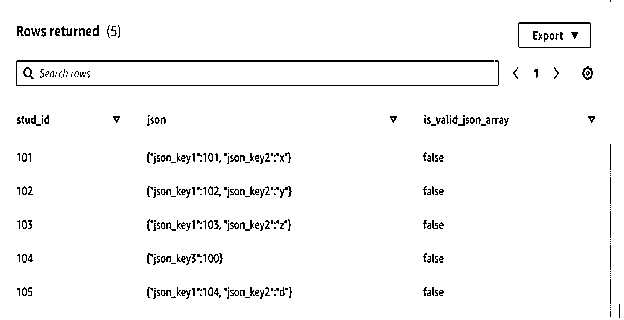 Rows returned (5)
Export
Search rows
1
stud_id json is_valid_json_array
101 {"json_key1":101, "json_key2":"x"} false
102 {"json_key1":102, "json_key2":"y"} false
103 {"json_key1":103, "json_key2":"z"} false
104 {"json_key3":100} false
105 {"json_key1":104, "json_key2":"d"} false